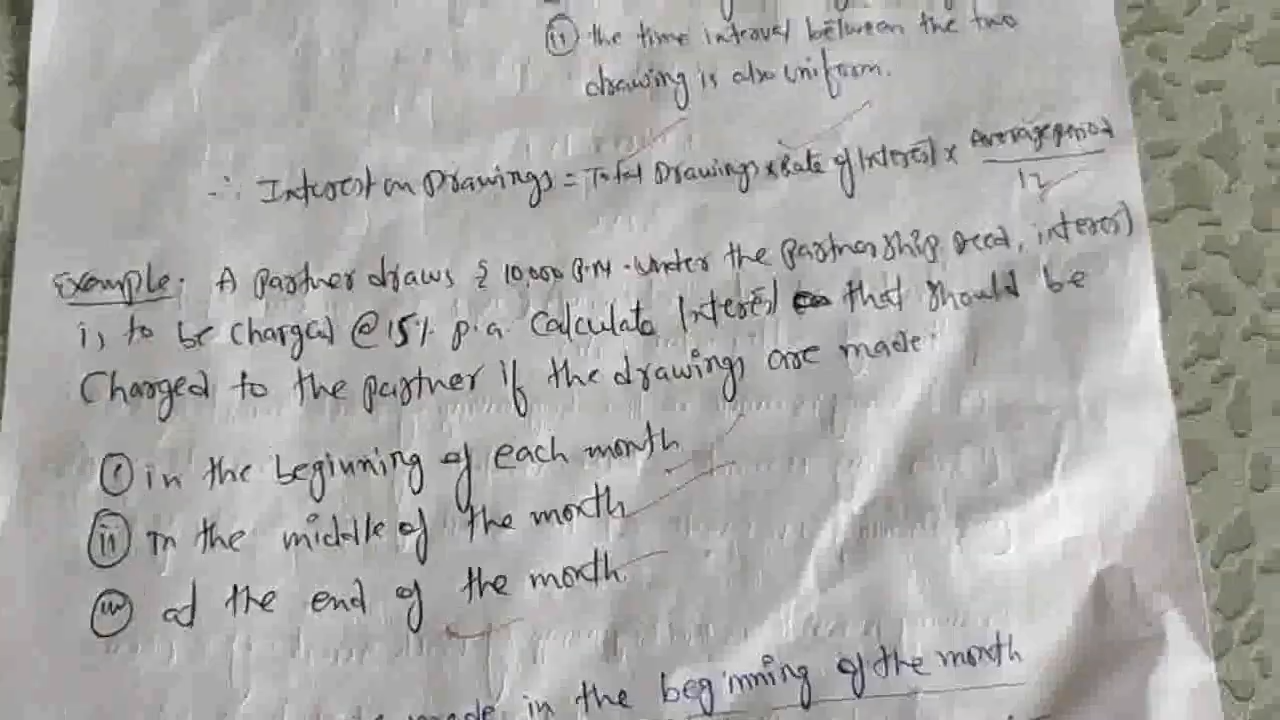 (ii) the time intraval between the two
drawing is also uniform.
∴ Interest on Drawings = Total Drawings x Rate of Interest x Average period
12
Example: A partner draws ₹ 10,000 P.M. Under the partnership deed, interest
is to be charged @ 15% p.a. Calculate Interest that should be
Charged to the partner if the drawings are made:
(i) in the beginning of each month
(ii) In the middle of the month
(iii) at the end of the month.
made in the beginning of the month